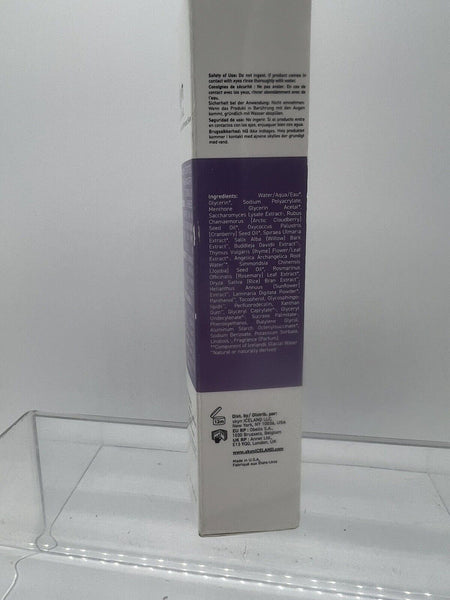 Safety of Use: Do not ingest. If product comes in
contact with eyes rinse thoroughly with water.
Consignes de sécurité : Ne pas avaler. En cas de
contact avec les yeux, rincer abondamment avec de
l'eau.
Sicherheit bei der Anwendung: Nicht einnehmen.
Wenn das Produkt in Berührung mit den Augen
kommt, gründlich mit Wasser abspülen.
Seguridad de uso: No ingerir. Si el producto entra
en contactos con los ojos, enjuagar bien con agua.
Brugsikkerhed: Må ikke indtages. Hvis produktet
kommer i kontakt med øjnene skylles der grundigt
med vand.
Ingredients: Water/Aqua/Eau*,
Glycerin*, Sodium Polyacrylate,
Menthone Glycerin Acetal*,
Saccharomyces Lysate Extract*, Rubus
Chamaemorus [Arctic Cloudberry]
Seed Oil*, Oxycoccus Palustris
[Cranberry] Seed Oil*, Spiraea Ulmaria
Extract*, Salix Alba [Willow] Bark
Extract*, Buddleja Davidii Extract*,
Thymus Vulgaris [Thyme] Flower/Leaf
Extract*, Angelica Archangelica Root
Water*, Simmondsia Chinensis
[Jojoba] Seed Oil*, Rosmarinus
Officinalis [Rosemary] Leaf Extract*,
Oryza Sativa [Rice] Bran Extract*,
Helianthus Annuus [Sunflower]
Extract*, Laminaria Digitata Powder*,
Panthenol*, Tocopherol, Glycosphingo-
lipids*, Perfluorodecalin, Xanthan
Gum*, Glyceryl Caprylate*, Glyceryl
Undecylenate*, Sucrose Palmitate*,
Phenoxyethanol, Butylene Glycol,
Aluminum Starch Octenylsuccinate*,
Sodium Benzoate, Potassium Sorbate,
Linalool, Fragrance (Parfum)
**Component of Icelandic Glacial Water
*Natural or naturally derived
12m
Dist. by/ Distrib. par:
skyn ICELAND
New York, NY 10036, USA
EU RP : Obelis S.A.,
1030 Brussels, Belgium
UK RP : Annet Ltd.,
E13 9GQ, London, UK
www.skynICELAND.com
Made in U.S.A.
Fabriqué aux États-Unis